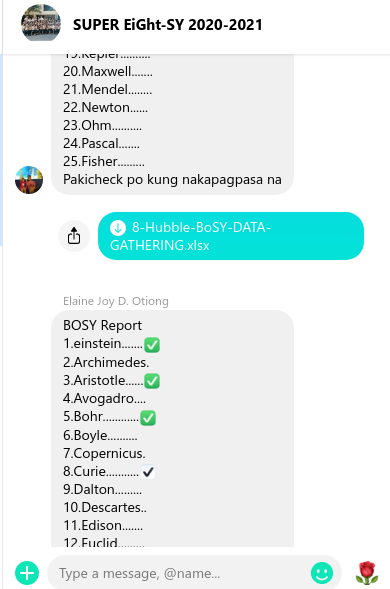 SUPER EiGht-SY 2020-2021
19.Kepler...........
20.Maxwell.......
21.Mendel........
22.Newton......
23.Ohm..........
24.Pascal.......
25.Fisher.........
Pakicheck po kung nakapagpasa na
8-Hubble-BoSY-DATA-
GATHERING.xlsx
Elaine Joy D. Otiong
BOSY Report
1.einstein.......✅
2.Archimedes.
3.Aristotle......✅
4.Avogadro....
5.Bohr............✅
6.Boyle..........
7.Copernicus.
8.Curie...........✔
9.Dalton.........
10.Descartes..
11.Edison.......
12.Euclid.........
Type a message, @name...